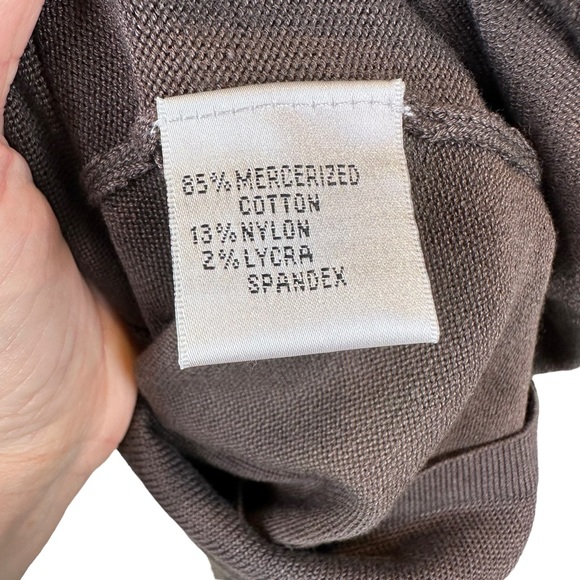 85% MERCERIZED
COTTON
13% NYLON
2% LYCRA
SPANDEX